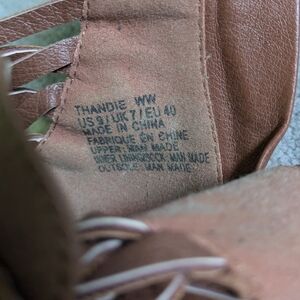 THANDIE WW
US 9 / UK 7 / EU 40
MADE IN CHINA
FABRIQUE EN CHINE
UPPER: MAN MADE
INNER LINING/SOCK: MAN MADE
OUTSOLE: MAN MADE